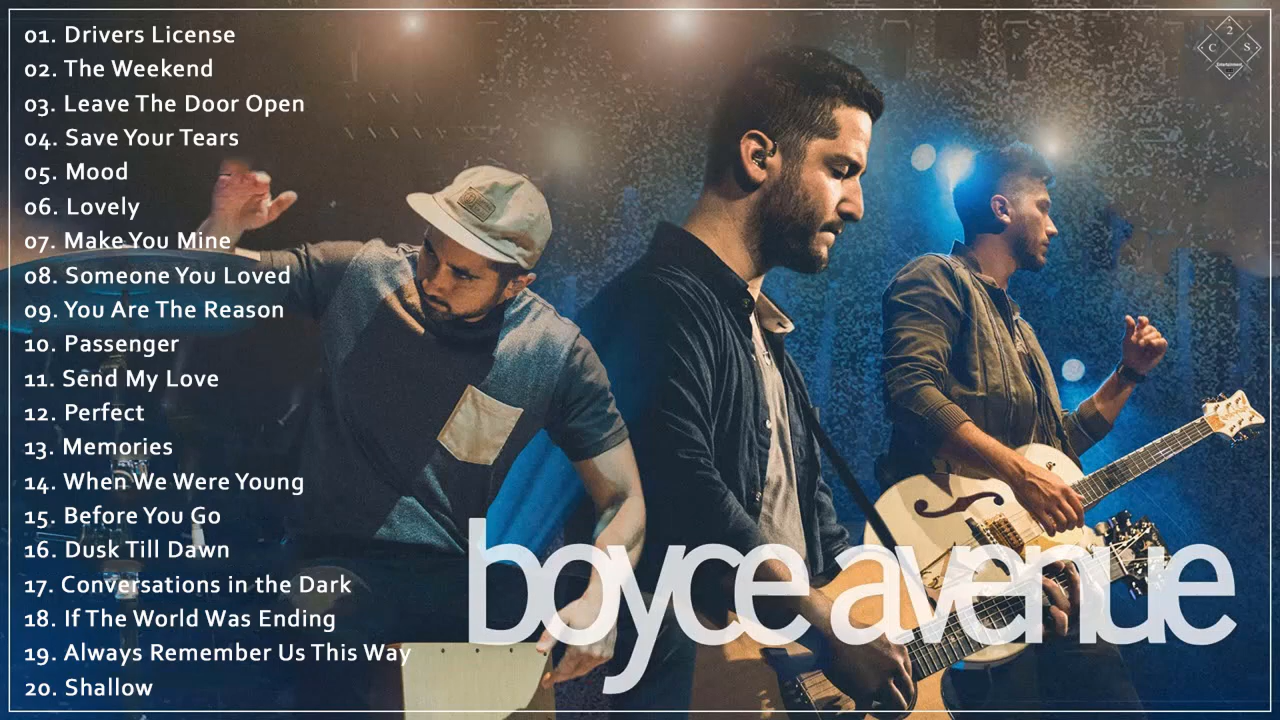 01. Drivers License
02. The Weekend
03. Leave The Door Open
04. Save Your Tears
05. Mood
06. Lovely
07. Make You Mine
08. Someone You Loved
09. You Are The Reason
10. Passenger
11. Send My Love
12. Perfect
13. Memories
14. When We Were Young
15. Before You Go
16. Dusk Till Dawn
17. Conversations in the Dark
18. If The World Was Ending
19. Always Remember Us This Way
20. Shallow
boyce avenue
2
C S
Entertainment